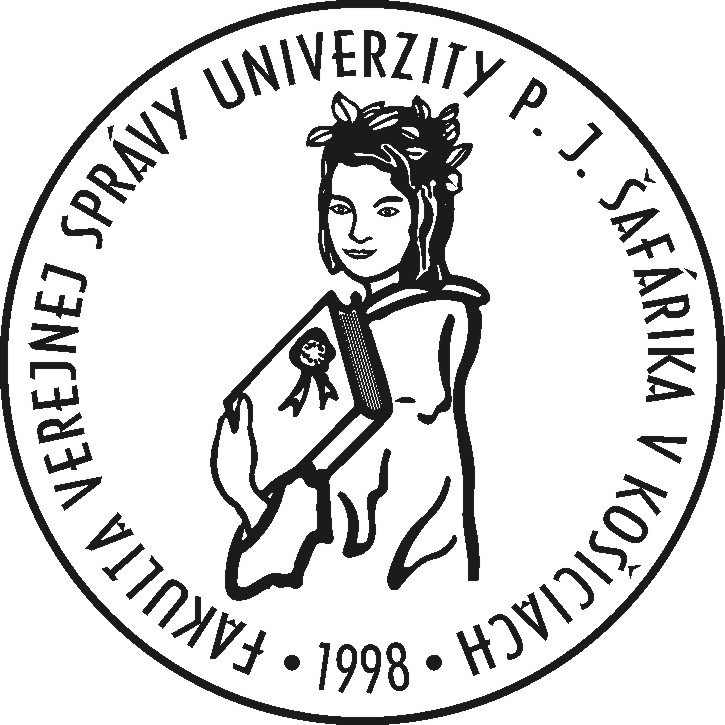 FAKULTA VEREJNEJ SPRÁVY UNIVERZITY P. J. ŠAFÁRIKA V KOŠICIACH
• 1998 •